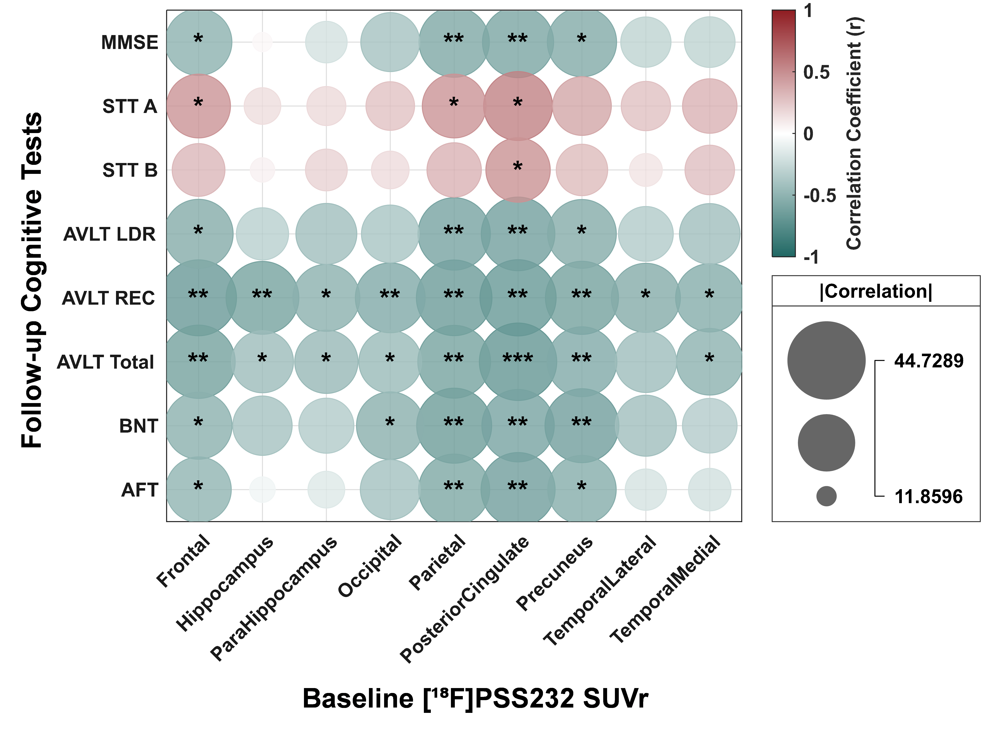 Follow-up Cognitive Tests
MMSE * ** ** *
STT A * * *
STT B *
AVLT LDR * ** ** *
AVLT REC ** ** * ** ** ** ** * *
AVLT Total ** * * * ** *** ** *
BNT * * ** ** **
AFT * ** ** *
Frontal
Hippocampus
ParaHippocampus
Occipital
Parietal
PosteriorCingulate
Precuneus
TemporalLateral
TemporalMedial
Baseline [¹⁸F]PSS232 SUVr
1
0.5
0
-0.5
-1
Correlation Coefficient (r)
|Correlation|
44.7289
11.8596